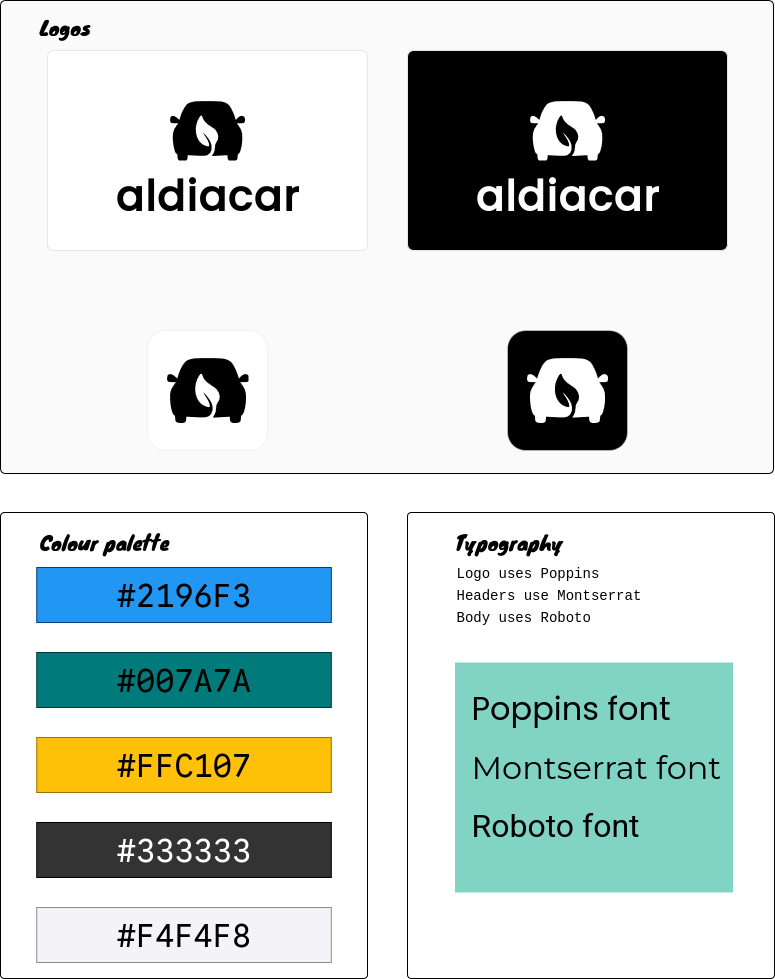 Logos
aldiacar
aldiacar
Colour palette
#2196F3
#007A7A
#FFC107
#333333
#F4F4F8
Typography
Logo uses Poppins
Headers use Montserrat
Body uses Roboto
Poppins font
Montserrat font
Roboto font